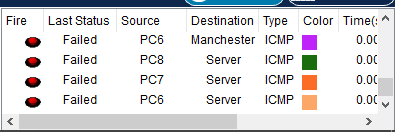 Fire Last Status Source Destination Type Color Time(s
Failed PC6 Manchester ICMP 0.00
Failed PC8 Server ICMP 0.00
Failed PC7 Server ICMP 0.00
Failed PC6 Server ICMP 0.00